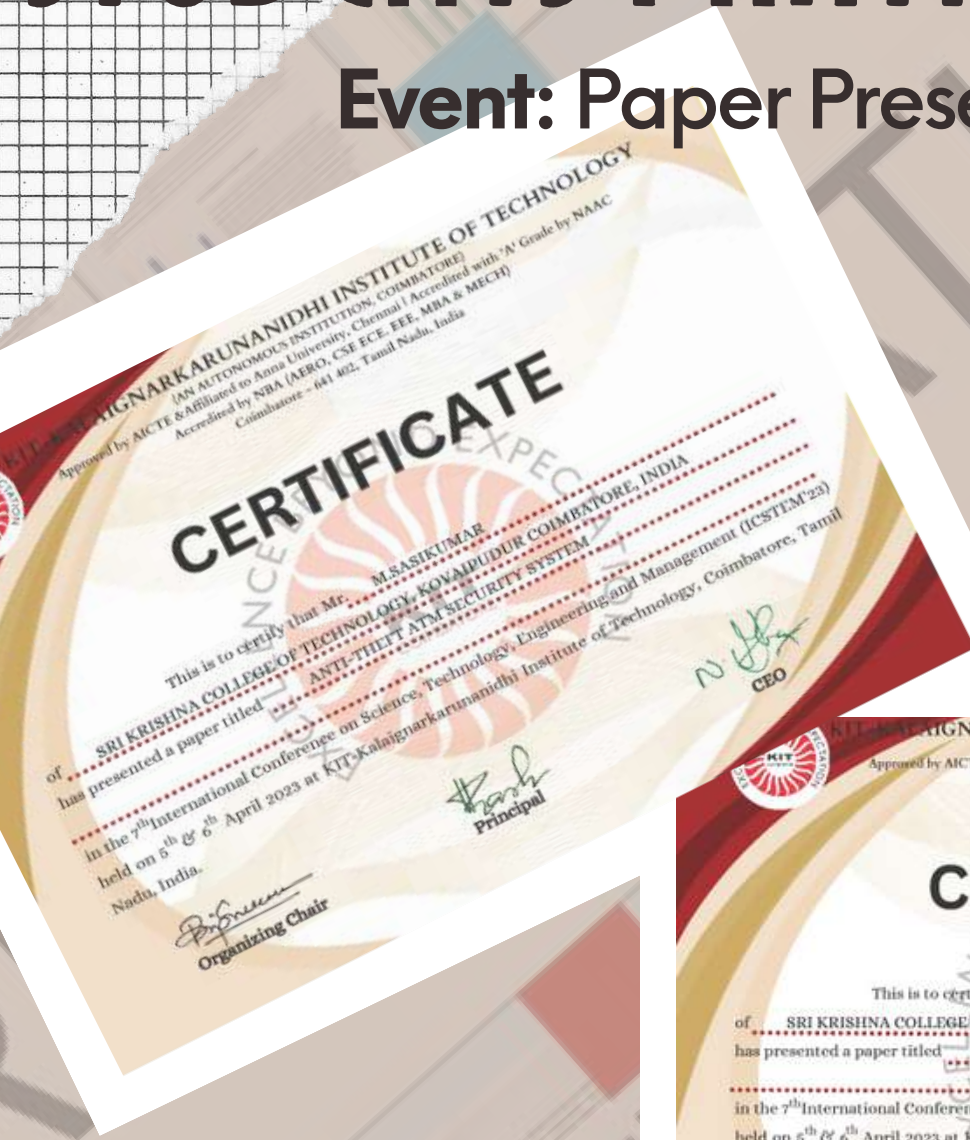 Event: Paper
KIT-KALAIGNARKARUNANIDHI INSTITUTE OF TECHNOLOGY
(AN AUTONOMOUS INSTITUTION, COIMBATORE)
Approved by AICTE &Affiliated to Anna University, Chennai | Accredited with 'A' Grade by NAAC
Accredited by NBA (AERO, CSE ECE, EEE, MBA & MECH)
Coimbatore - 641 402, Tamil Nadu, India
CERTIFICATE
EXCELLENCE BEYOND EXPECTATION
This is to certify that Mr. M.SASIKUMAR
of SRI KRISHNA COLLEGE OF TECHNOLOGY, KOVAIPUDUR COIMBATORE, INDIA
has presented a paper titled ANTI-THEFT ATM SECURITY SYSTEM
in the 7th International Conference on Science, Technology, Engineering and Management (ICSTEM'23)
held on 5th & 6th April 2023 at KIT-Kalaignarkarunanidhi Institute of Technology, Coimbatore, Tamil
Nadu, India.
Organizing Chair
Principal
CEO
KIT
Approved by
This is to
of SRI KRISHNA COLLEGE
has presented a paper titled
in the 7th International
held on 5th & 6th April 2023 at